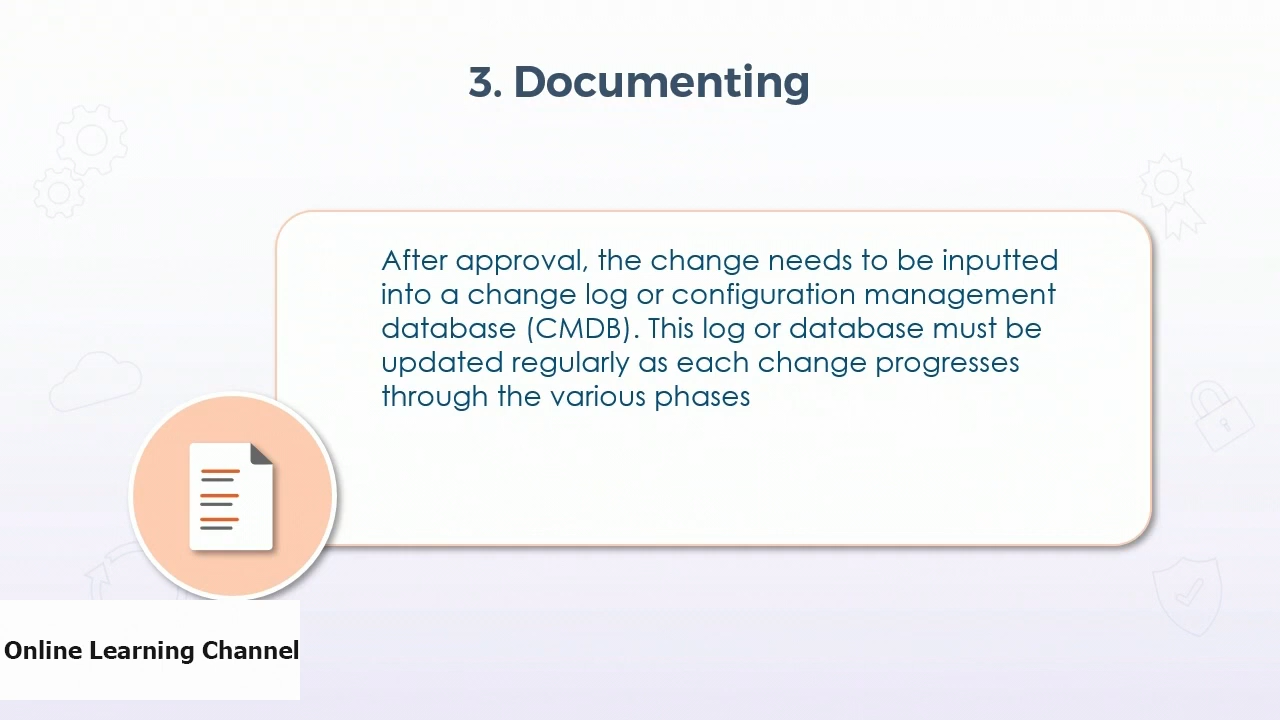 3. Documenting
After approval, the change needs to be inputted
into a change log or configuration management
database (CMDB). This log or database must be
updated regularly as each change progresses
through the various phases
Online Learning Channel